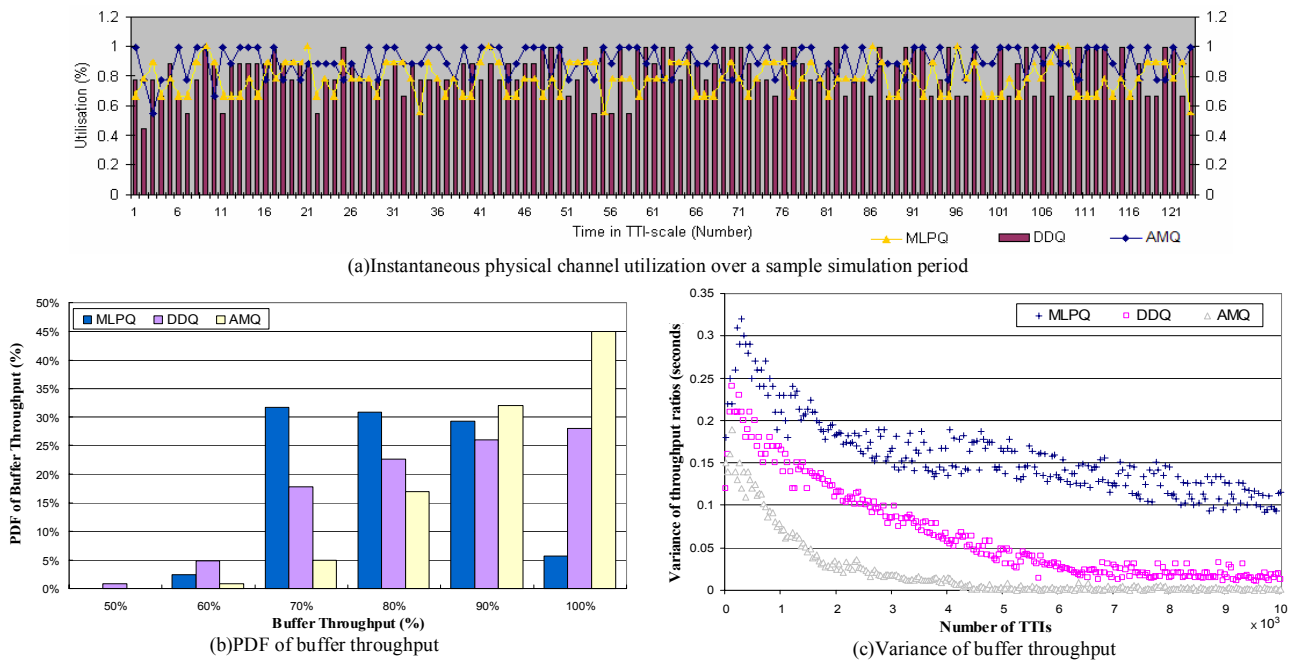 1.2
1
0.8
0.6
0.4
0.2
0
Utilisation (%)
1.2
1
0.8
0.6
0.4
0.2
0
1 6 11 16 21 26 31 36 41 46 51 56 61 66 71 76 81 86 91 96 101 106 111 116 121
Time in TTI-scale (Number)
MLPQ DDQ AMQ
(a)Instantaneous physical channel utilization over a sample simulation period
50%
45%
40%
35%
30%
25%
20%
15%
10%
5%
0%
PDF of Buffer Throughput (%)
MLPQ DDQ AMQ
50% 60% 70% 80% 90% 100%
Buffer Throughput (%)
(b)PDF of buffer throughput
0.35
0.3
0.25
0.2
0.15
0.1
0.05
0
Variance of throughput ratios (seconds
MLPQ DDQ AMQ
0 1 2 3 4 5 6 7 8 9 10
Number of TTIs
× 10³
(c)Variance of buffer throughput